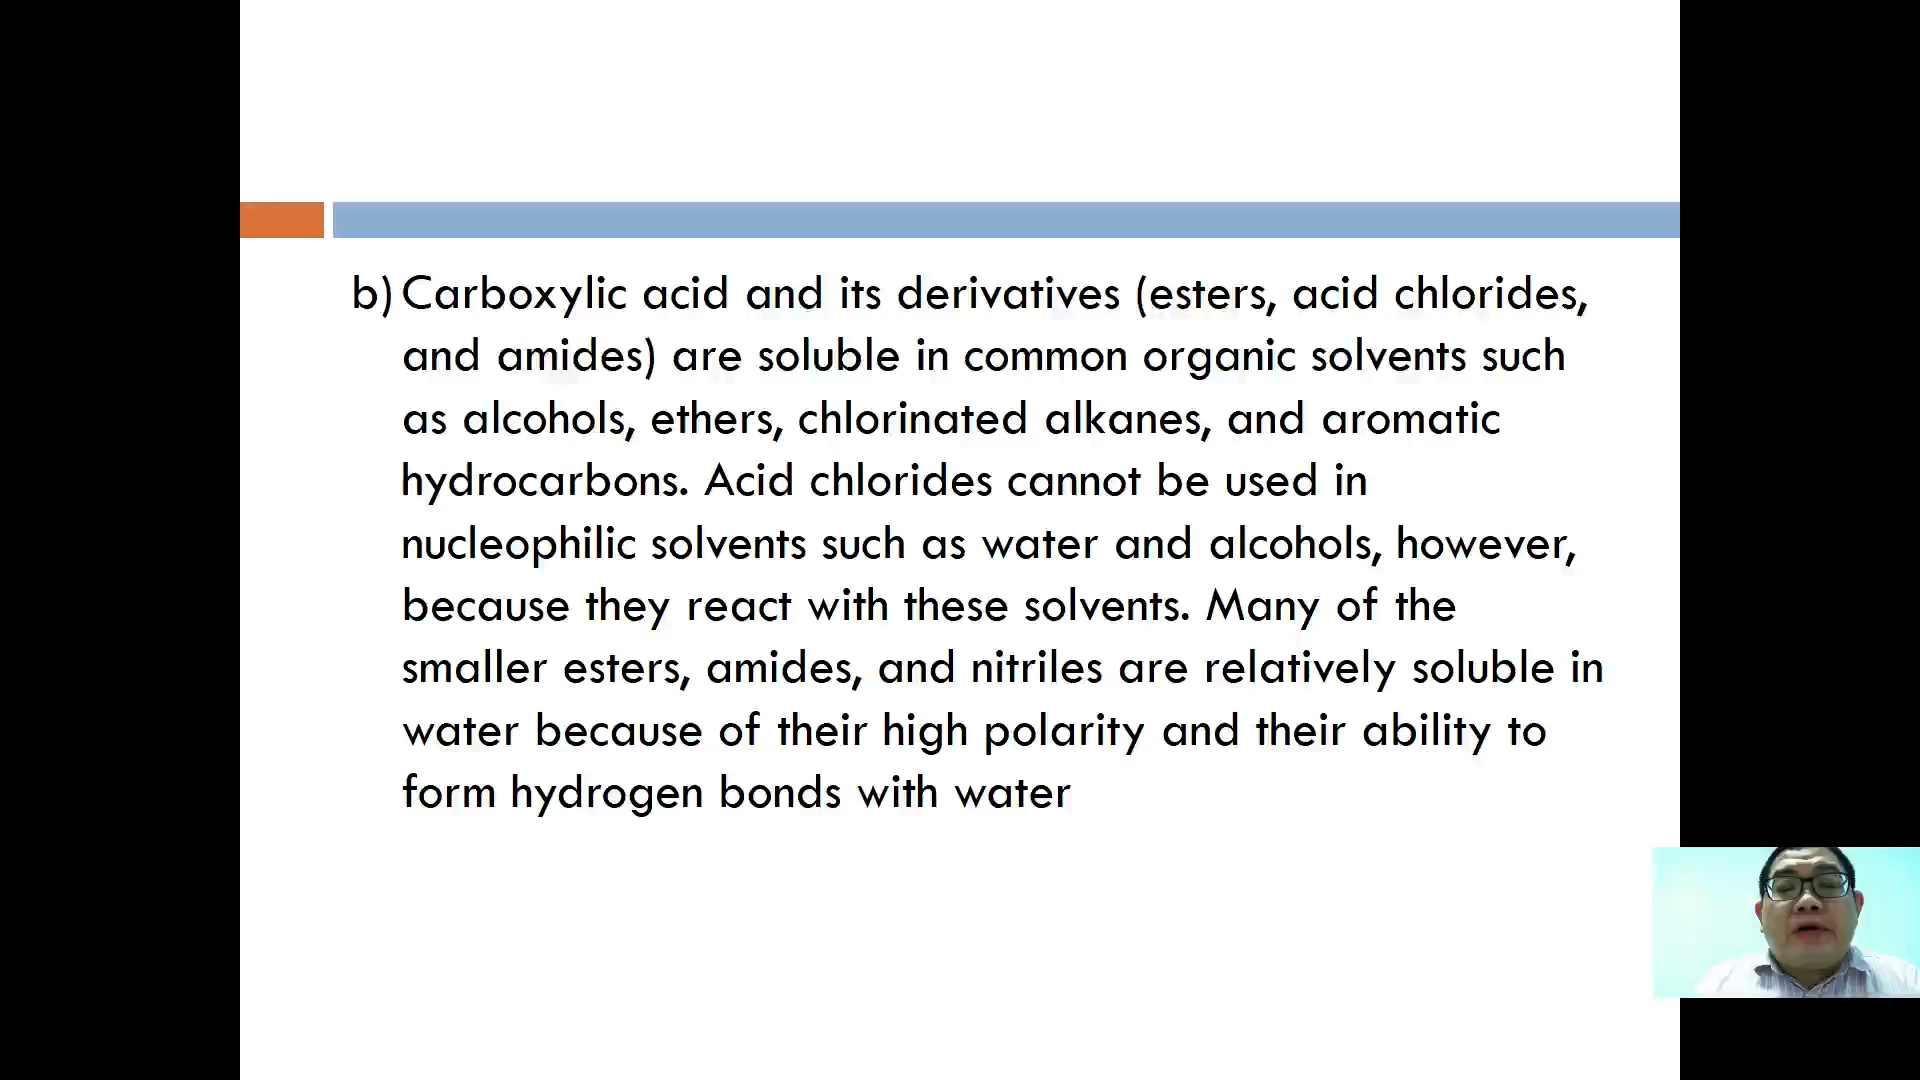 b) Carboxylic acid and its derivatives (esters, acid chlorides,
and amides) are soluble in common organic solvents such
as alcohols, ethers, chlorinated alkanes, and aromatic
hydrocarbons. Acid chlorides cannot be used in
nucleophilic solvents such as water and alcohols, however,
because they react with these solvents. Many of the
smaller esters, amides, and nitriles are relatively soluble in
water because of their high polarity and their ability to
form hydrogen bonds with water